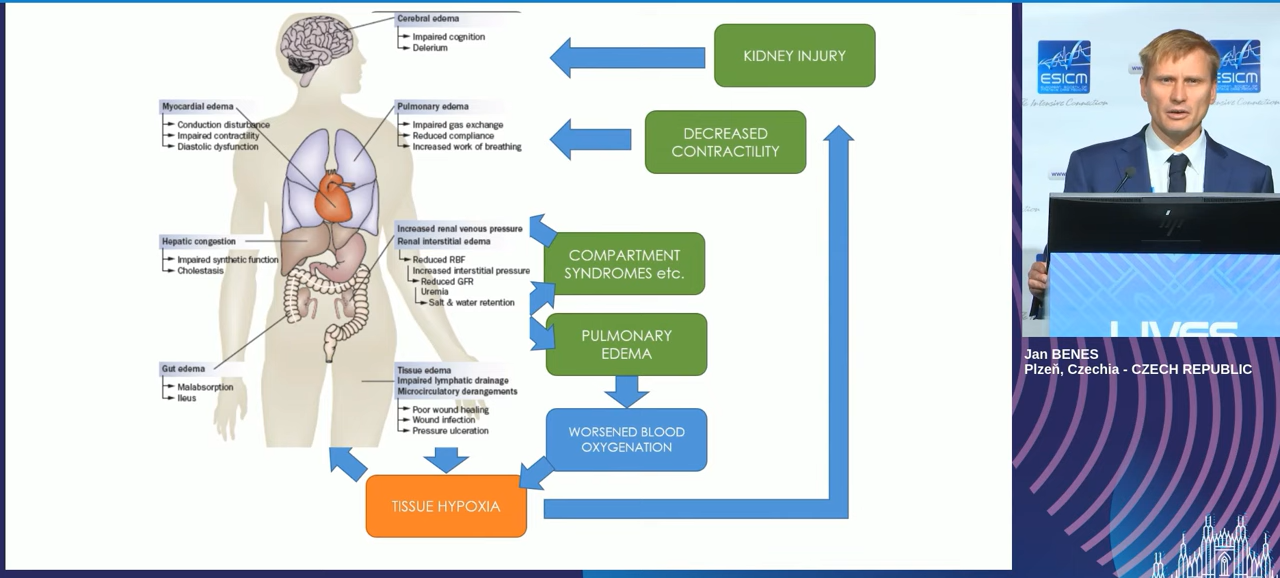 Cerebral edema
Impaired cognition
Delerium
KIDNEY INJURY
Myocardial edema
Conduction disturbance
Impaired contractility
Diastolic dysfunction
Pulmonary edema
Impaired gas exchange
Reduced compliance
Increased work of breathing
DECREASED
CONTRACTILITY
Hepatic congestion
Impaired synthetic function
Cholestasis
Increased renal venous pressure
Renal interstitial edema
Reduced RBF
Increased interstitial pressure
Reduced GFR
Uremia
Salt & water retention
COMPARTMENT
SYNDROMES etc.
PULMONARY
EDEMA
Gut edema
Malabsorption
Ileus
Tissue edema
Impaired lymphatic drainage
Microcirculatory derangements
Poor wound healing
Wound infection
Pressure ulceration
WORSENED BLOOD
OXYGENATION
TISSUE HYPOXIA
ESICM
ESICM
hp
LIVES
Jan BENES
Plzeň, Czechia - CZECH REPUBLIC